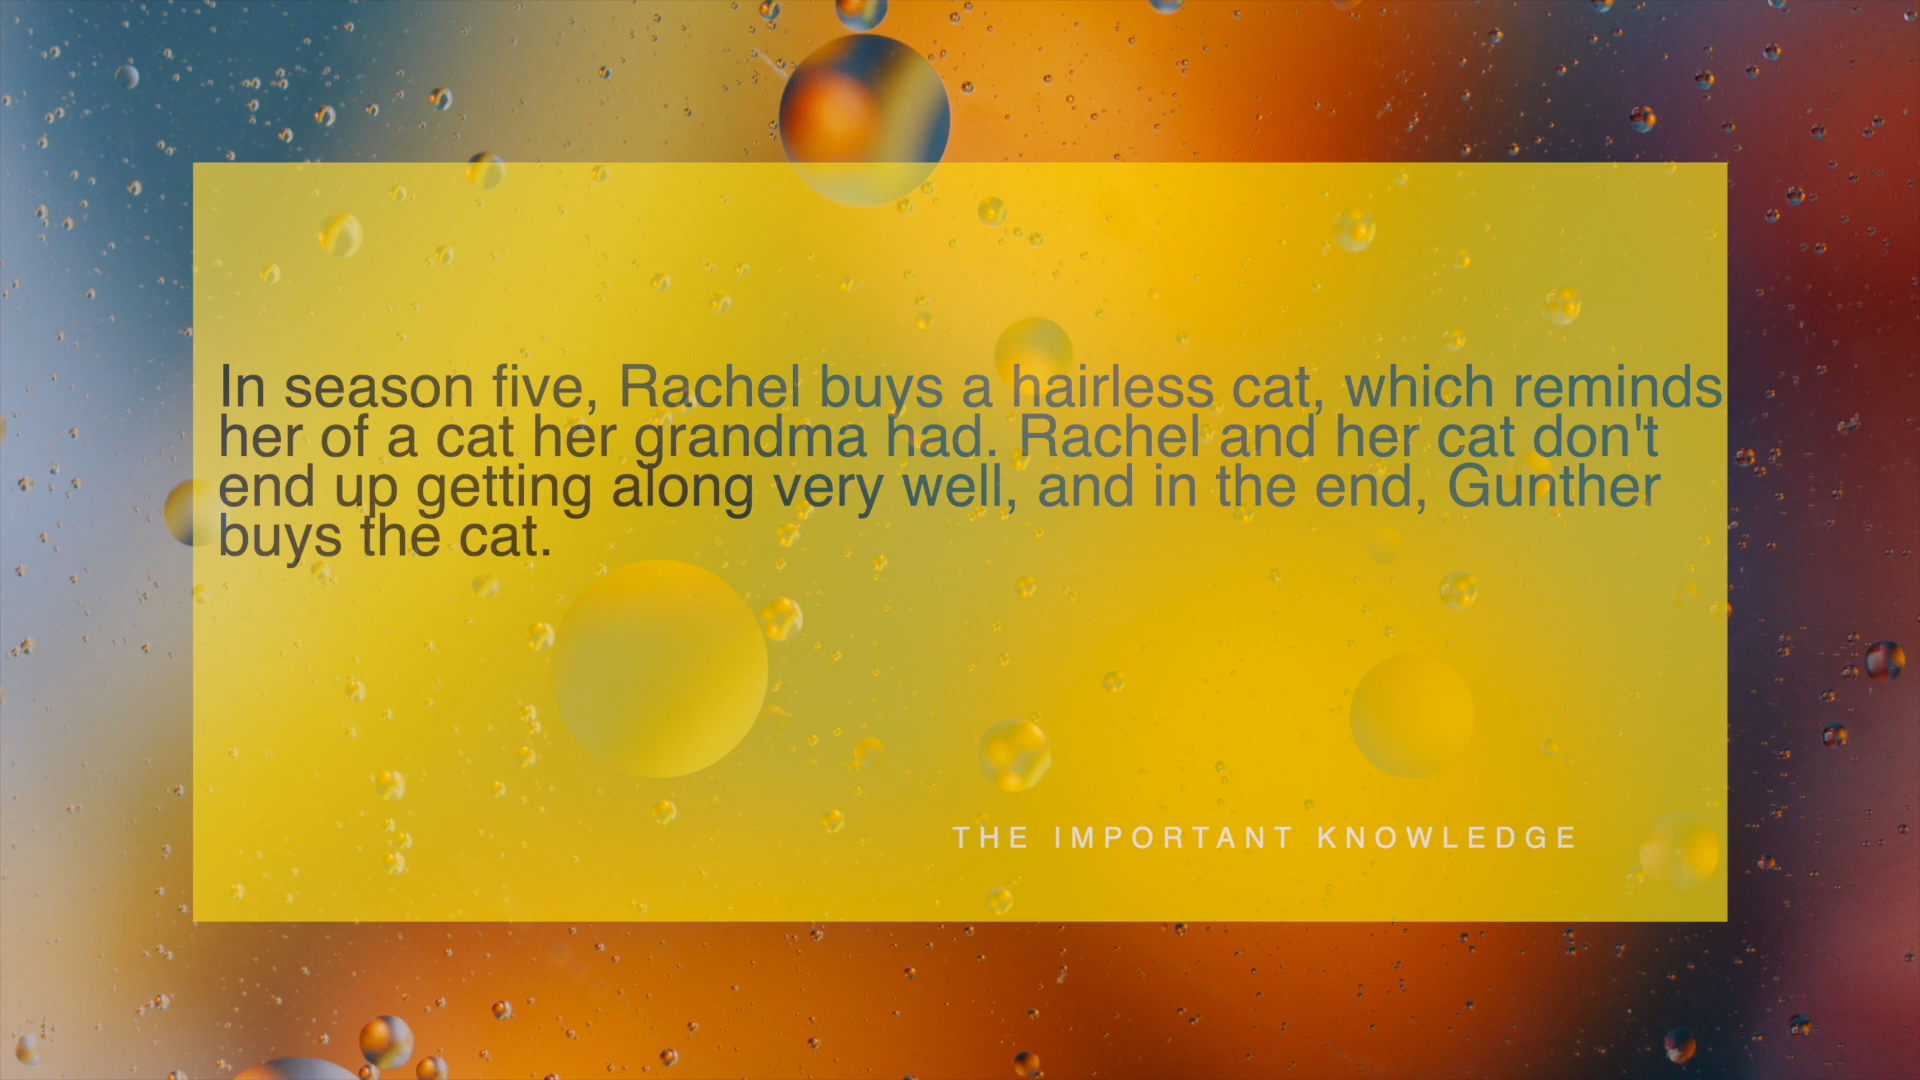 In season five, Rachel buys a hairless cat, which reminds
her of a cat her grandma had. Rachel and her cat don't
end up getting along very well, and in the end, Gunther
buys the cat.
THE IMPORTANT KNOWLEDGE